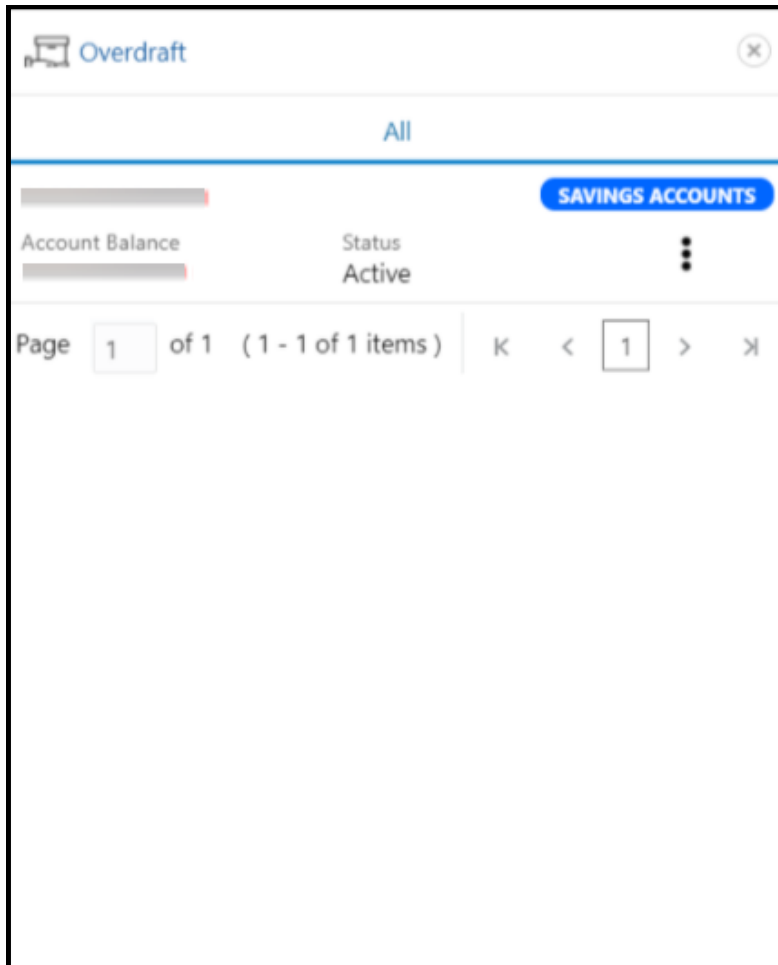 Overdraft
All
SAVINGS ACCOUNTS
Account Balance Status
Active
Page 1 of 1 ( 1 - 1 of 1 items ) 1